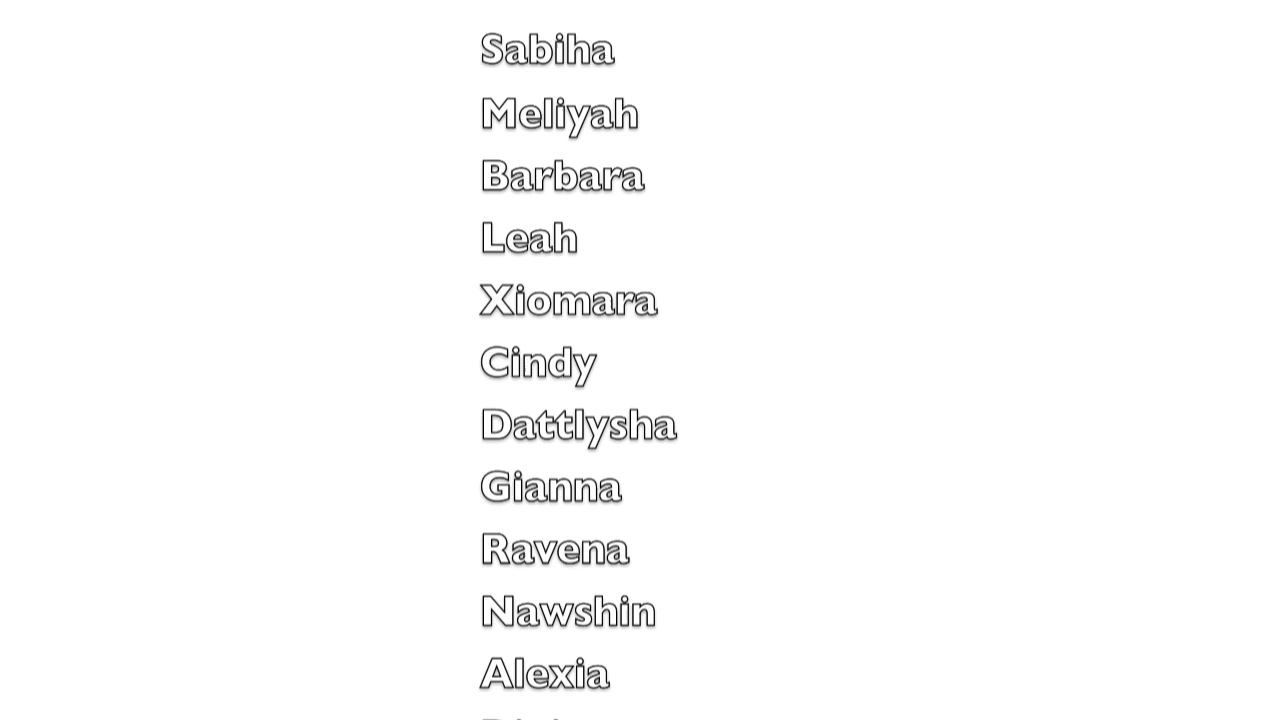 Sabiha
Meliyah
Barbara
Leah
Xiomara
Cindy
Dattlysha
Gianna
Ravena
Nawshin
Alexia